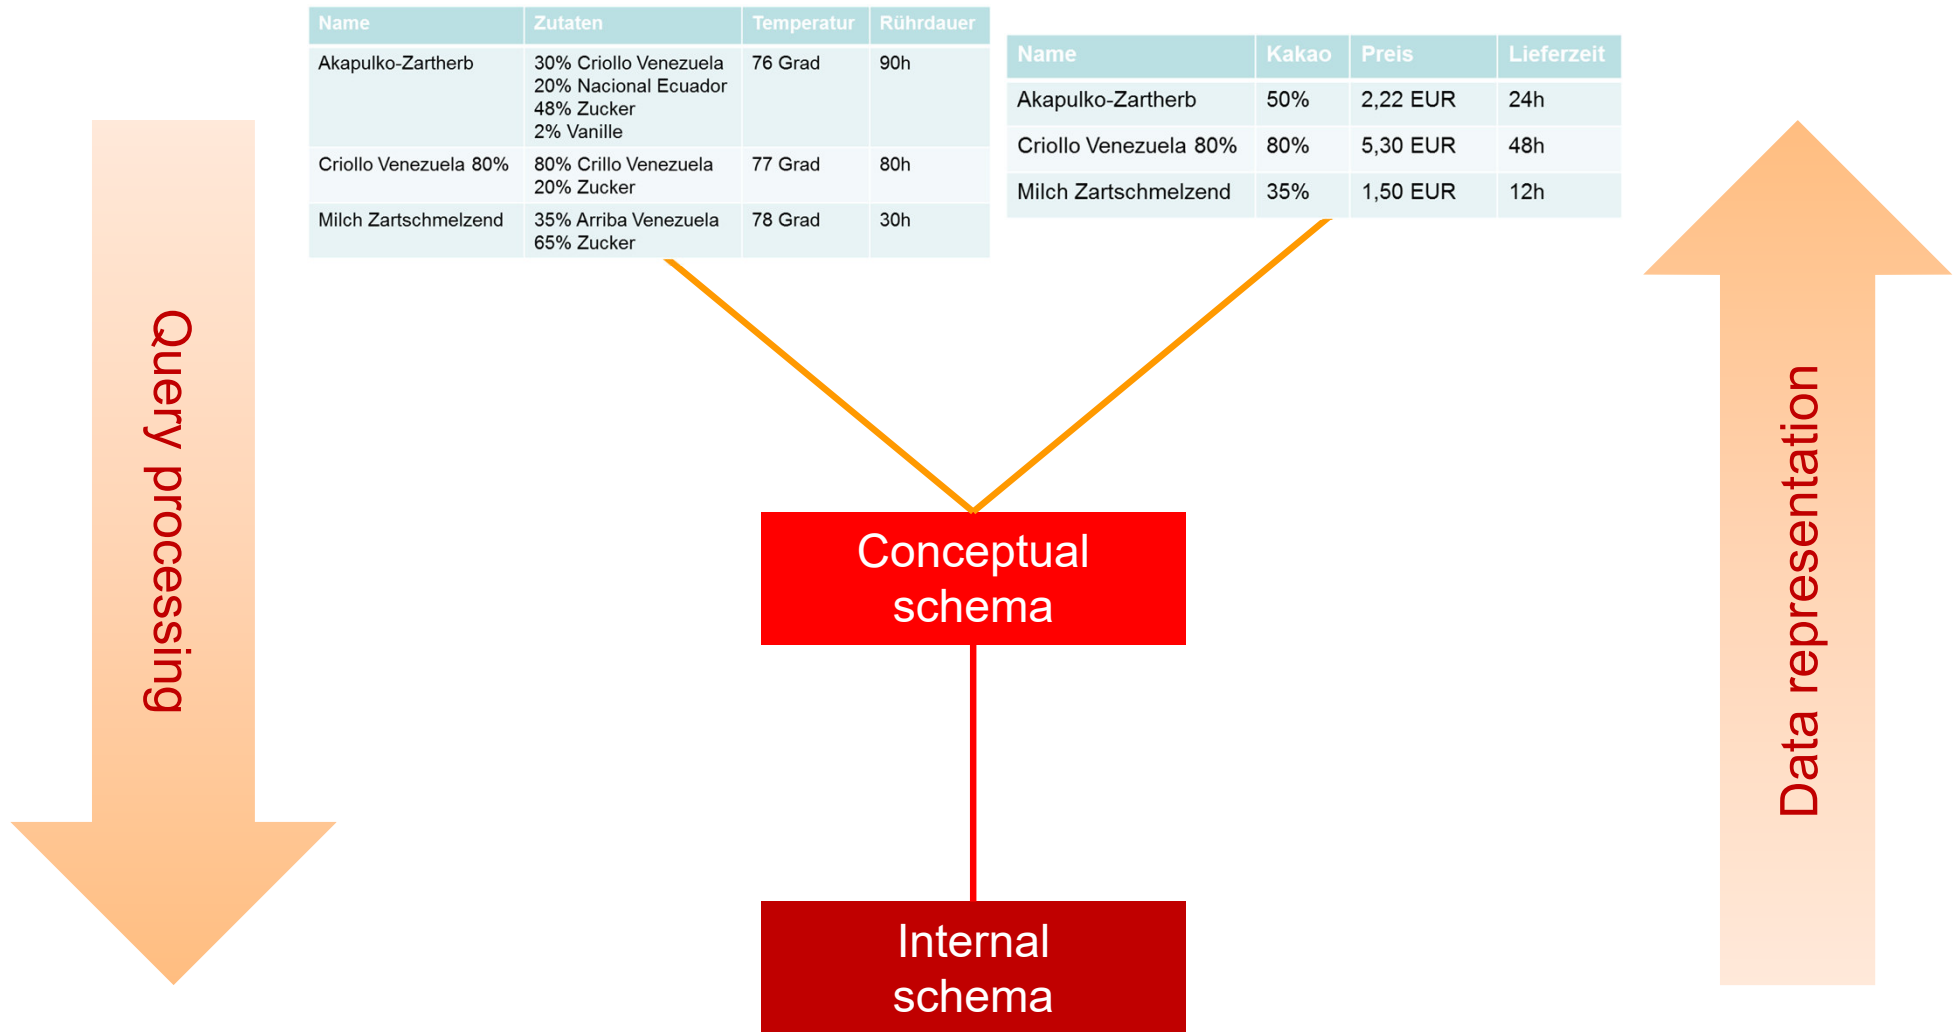 Name Zutaten Temperatur Rührdauer
Akapulko-Zartherb 30% Criollo Venezuela 76 Grad 90h
20% Nacional Ecuador
48% Zucker
2% Vanille
Criollo Venezuela 80% 80% Crillo Venezuela 77 Grad 80h
20% Zucker
Milch Zartschmelzend 35% Arriba Venezuela 78 Grad 30h
65% Zucker
Name Kakao Preis Lieferzeit
Akapulko-Zartherb 50% 2,22 EUR 24h
Criollo Venezuela 80% 80% 5,30 EUR 48h
Milch Zartschmelzend 35% 1,50 EUR 12h
Query processing
Conceptual
schema
Internal
schema
Data representation